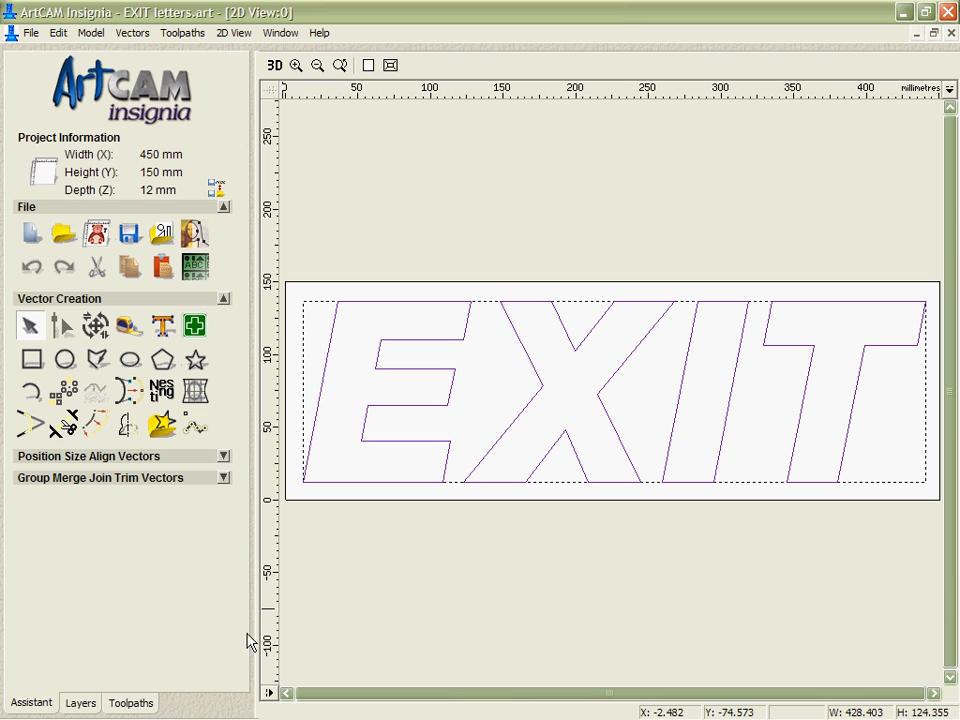 ArtCAM Insignia - EXIT letters.art - [2D View:0]
File Edit Model Vectors Toolpaths 2D View Window Help
ArtCAM
insignia
3D
50 100 150 200 250 300 350 400 millimetres
Project Information
Width (X): 450 mm
Height (Y): 150 mm
Depth (Z): 12 mm
File
Vector Creation
Nes
ting
Position Size Align Vectors
Group Merge Join Trim Vectors
250
200
150
100
50
0
-50
-100
EXIT
Assistant Layers Toolpaths
X: -2.482 Y: -74.573 W: 428.403 H: 124.355